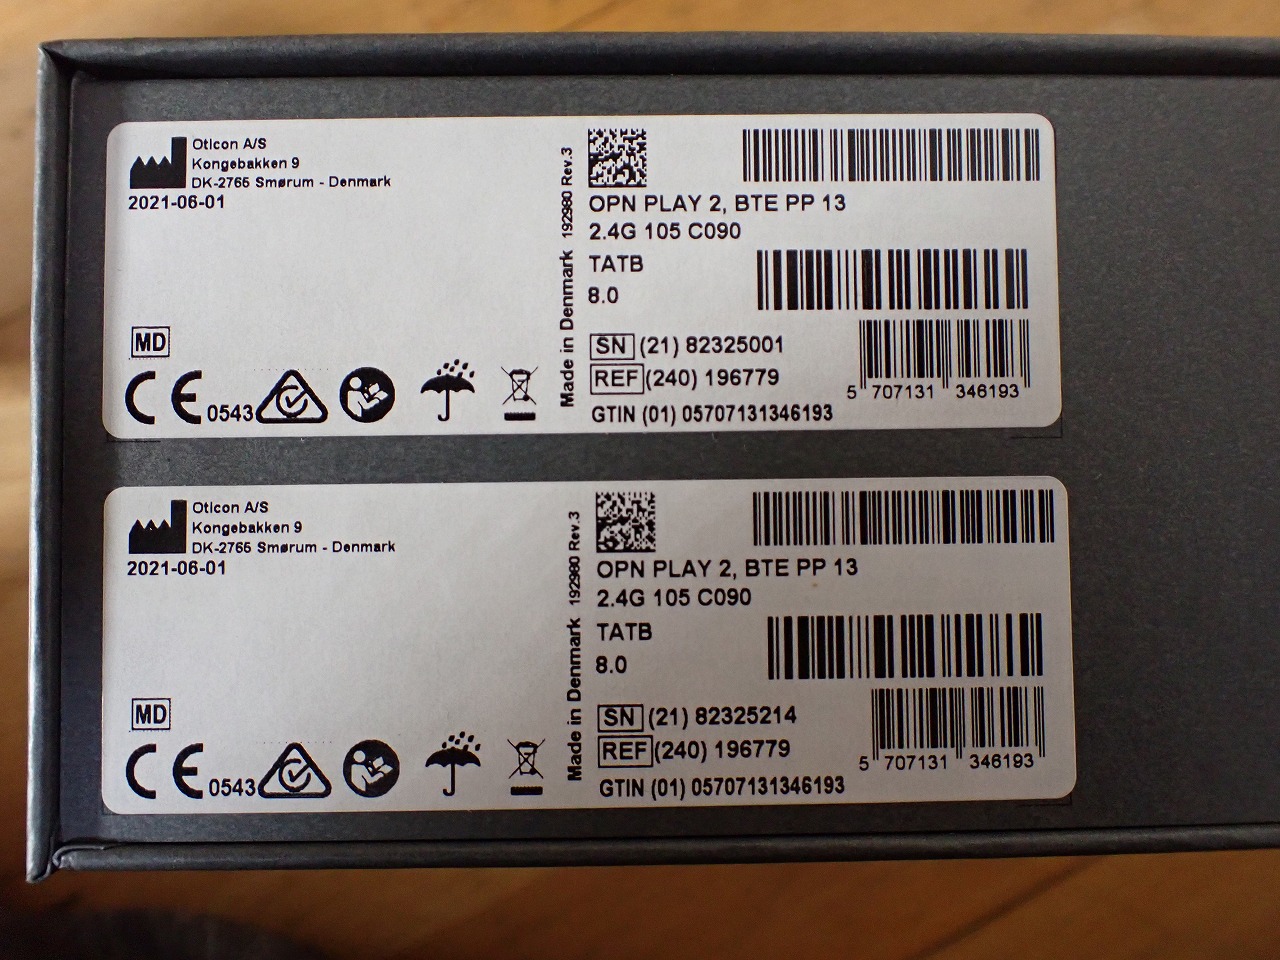 Oticon A/S
Kongebakken 9
DK-2765 Smørum - Denmark
2021-06-01
MD
CE 0543
Made in Denmark 192980 Rev.3
OPN PLAY 2, BTE PP 13
2.4G 105 C090
TATB
8.0
SN (21) 82325001
REF (240) 196779
GTIN (01) 05707131346193
5 707131 346193
Oticon A/S
Kongebakken 9
DK-2765 Smørum - Denmark
2021-06-01
MD
CE 0543
Made in Denmark 192980 Rev.3
OPN PLAY 2, BTE PP 13
2.4G 105 C090
TATB
8.0
SN (21) 82325214
REF (240) 196779
GTIN (01) 05707131346193
5 707131 346193